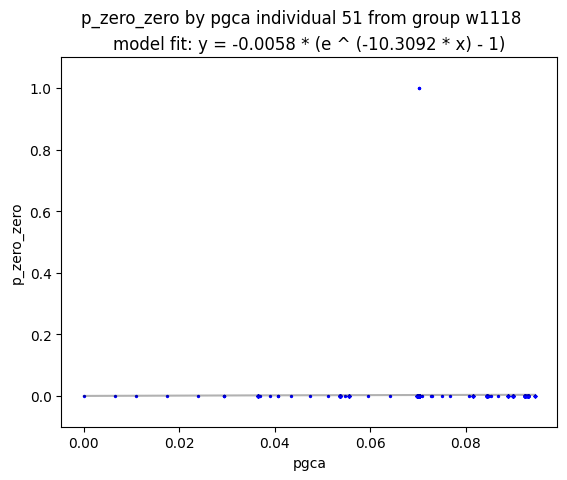 p_zero_zero by pgca individual 51 from group w1118
model fit: y = -0.0058 * (e ^ (-10.3092 * x) - 1)
1.0
0.8
0.6
0.4
0.2
0.0
p_zero_zero
0.00 0.02 0.04 0.06 0.08
pgca